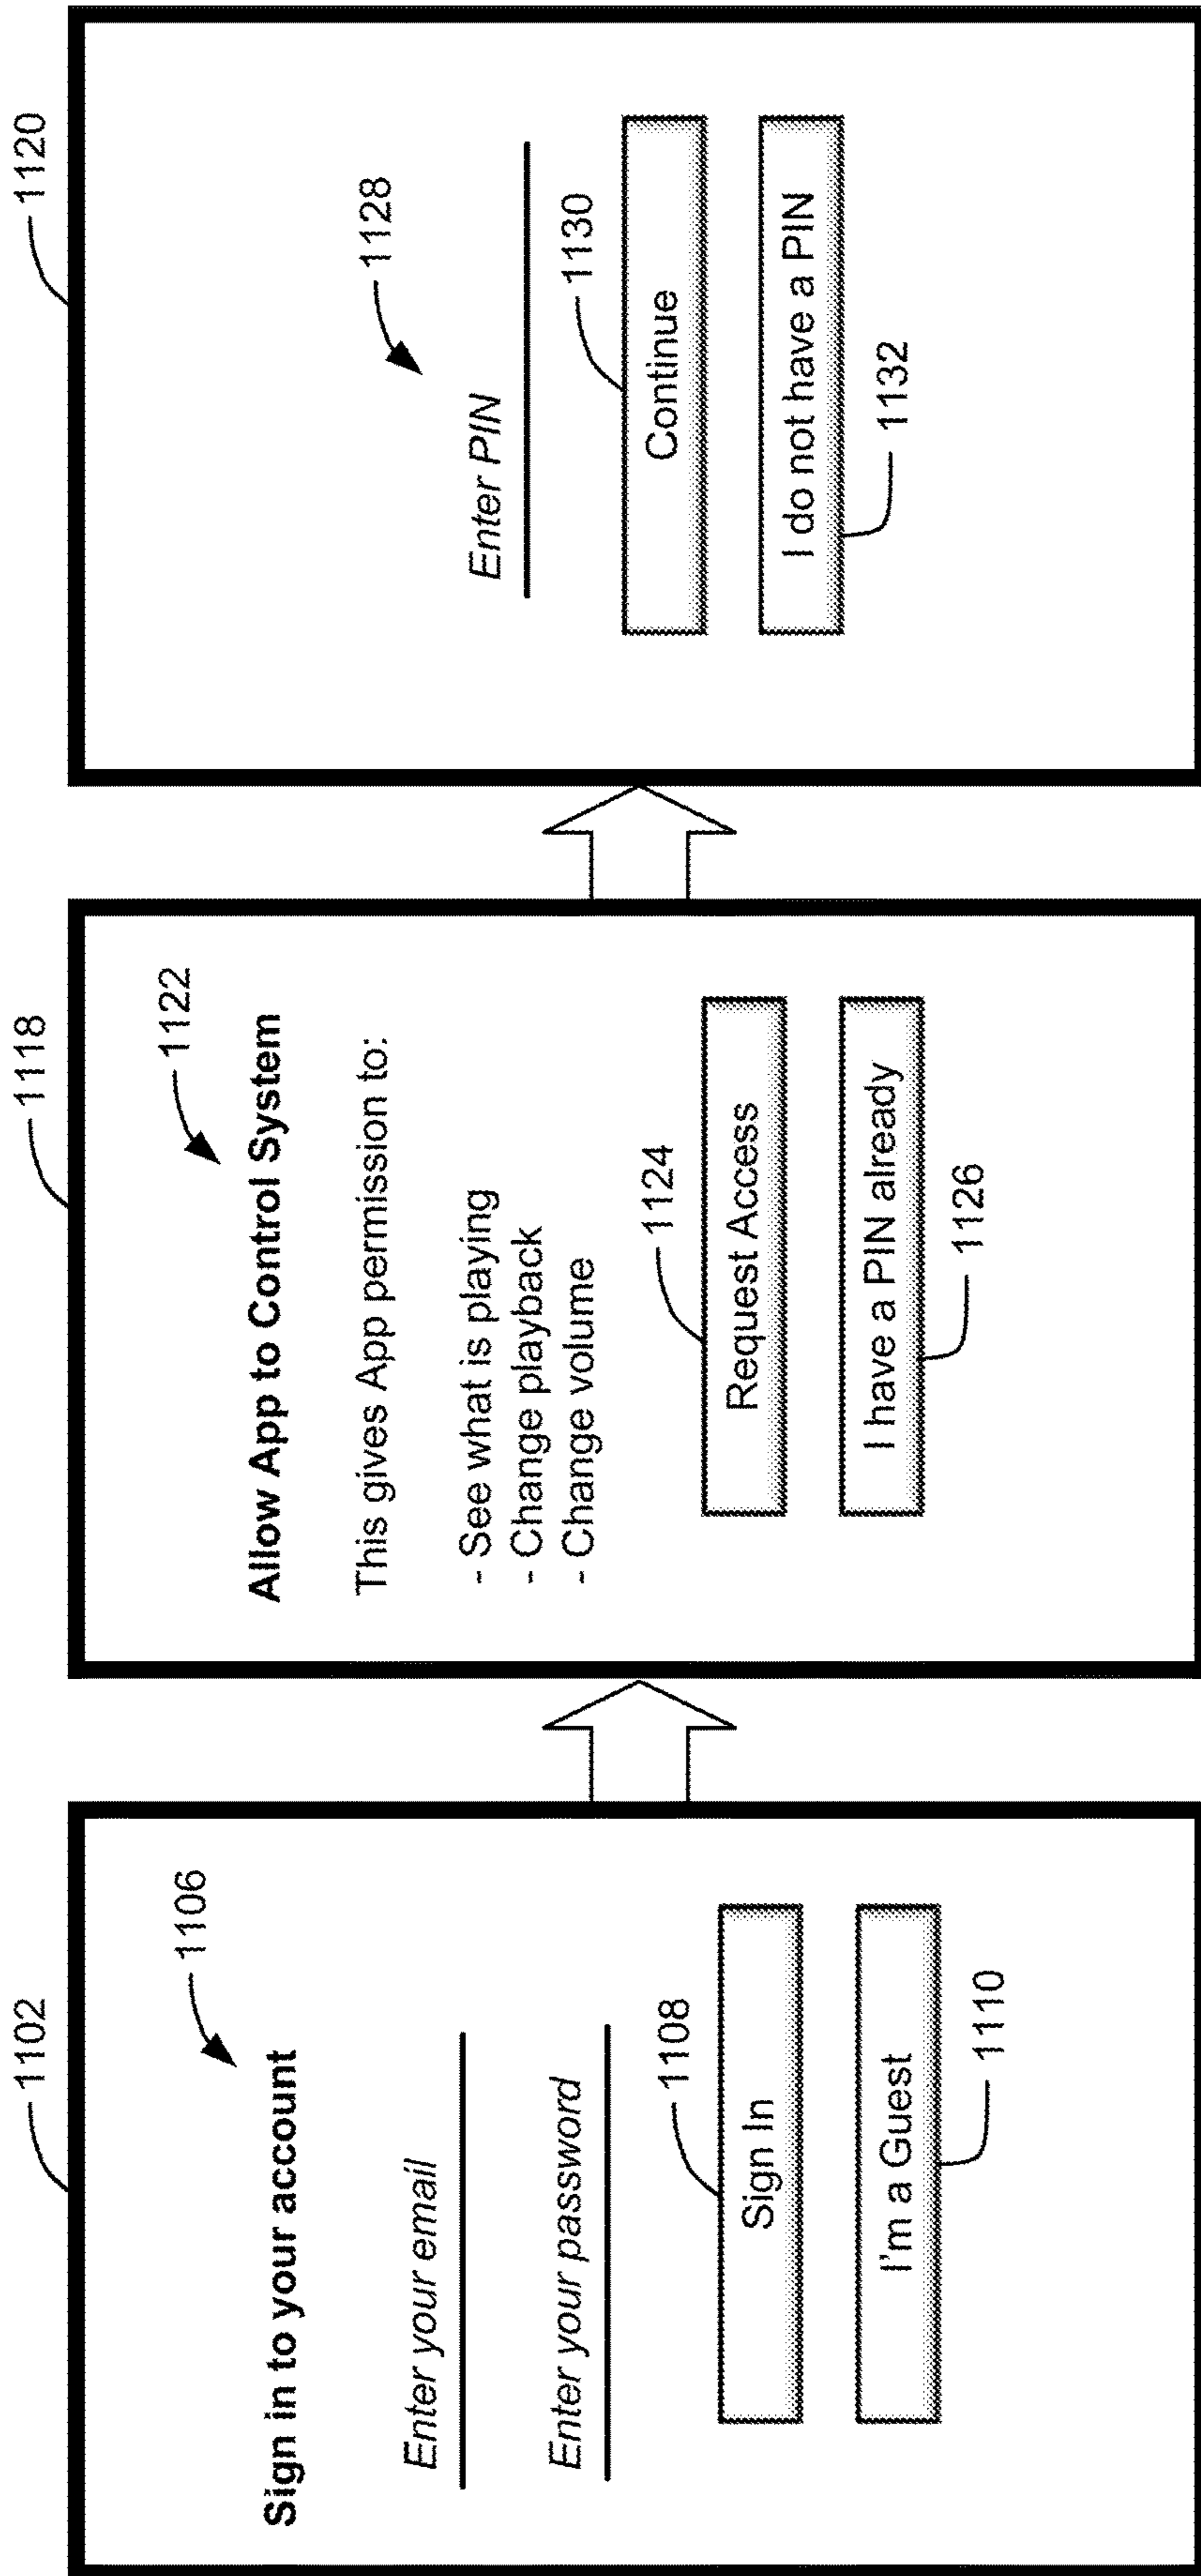 1102
1106
Sign in to your account
Enter your email
Enter your password
1108
Sign In
I'm a Guest
1110
1118
1122
Allow App to Control System
This gives App permission to:
- See what is playing
- Change playback
- Change volume
1124
Request Access
I have a PIN already
1126
1120
1128
Enter PIN
1130
Continue
I do not have a PIN
1132